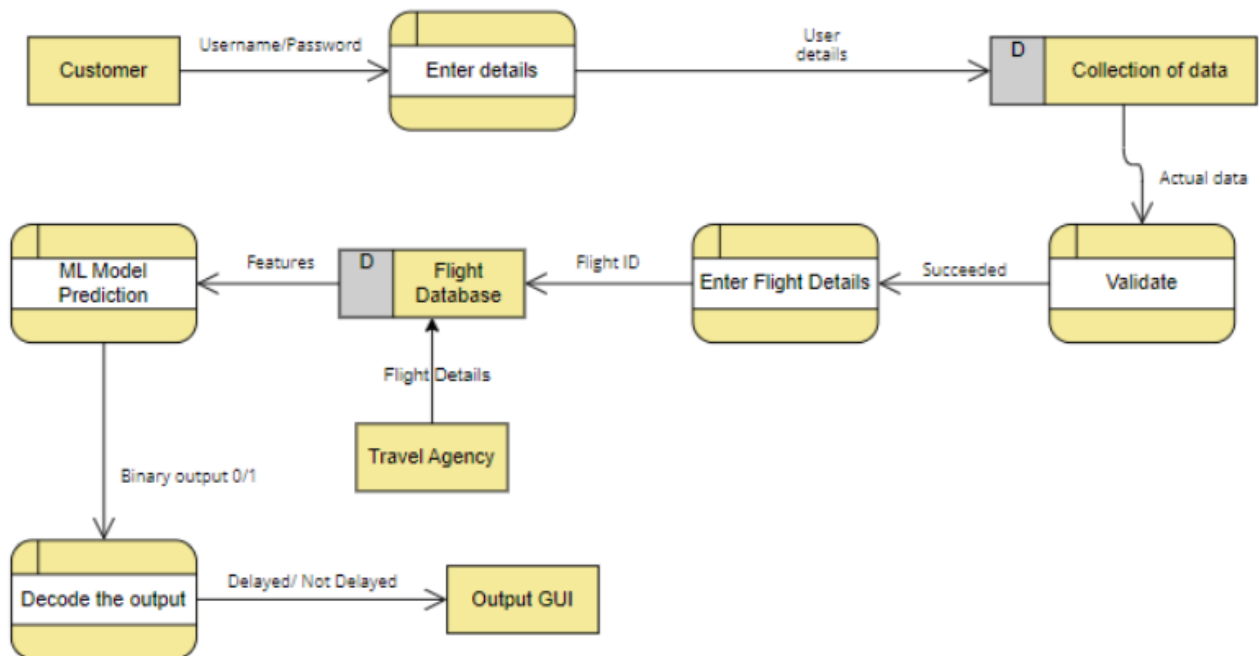 Customer
Username/Password
Enter details
User
details
D
Collection of data
Actual data
ML Model
Prediction
Features
D
Flight
Database
Flight ID
Enter Flight Details
Succeeded
Validate
Flight Details
Travel Agency
Binary output 0/1
Decode the output
Delayed/ Not Delayed
Output GUI